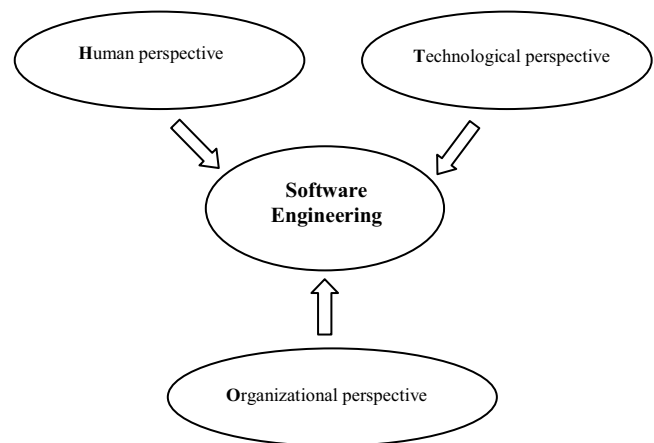 Human perspective
Technological perspective
Software
Engineering
Organizational perspective